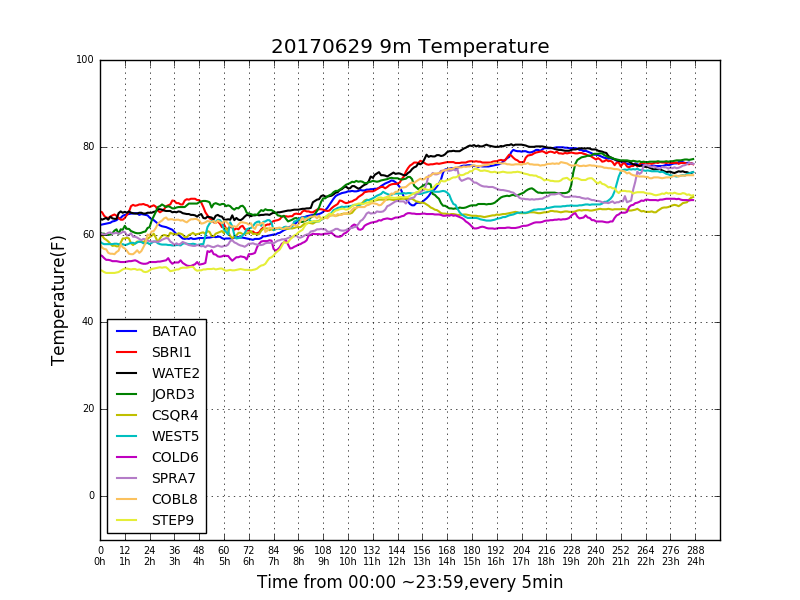 20170629 9m Temperature
100
80
60
40
20
0
Temperature(F)
BATA0
SBRI1
WATE2
JORD3
CSQR4
WEST5
COLD6
SPRA7
COBL8
STEP9
0 12 24 36 48 60 72 84 96 108 120 132 144 156 168 180 192 204 216 228 240 252 264 276 288
0h 1h 2h 3h 4h 5h 6h 7h 8h 9h 10h 11h 12h 13h 14h 15h 16h 17h 18h 19h 20h 21h 22h 23h 24h
Time from 00:00 ~23:59,every 5min